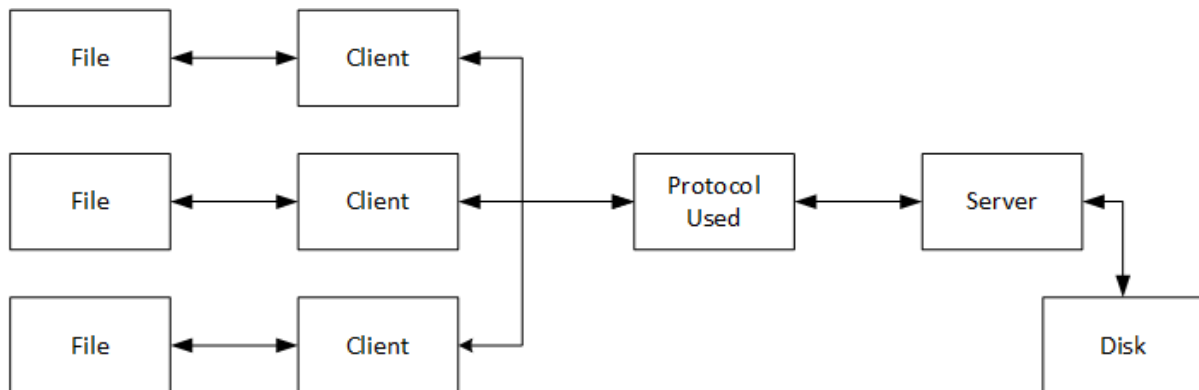 File
Client
File
Client
Protocol
Used
Server
File
Client
Disk